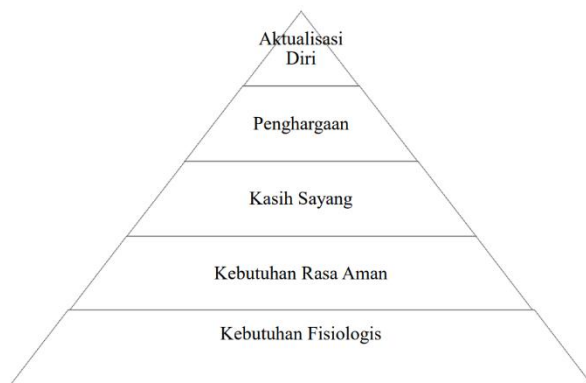 Aktualisasi
Diri
Penghargaan
Kasih Sayang
Kebutuhan Rasa Aman
Kebutuhan Fisiologis